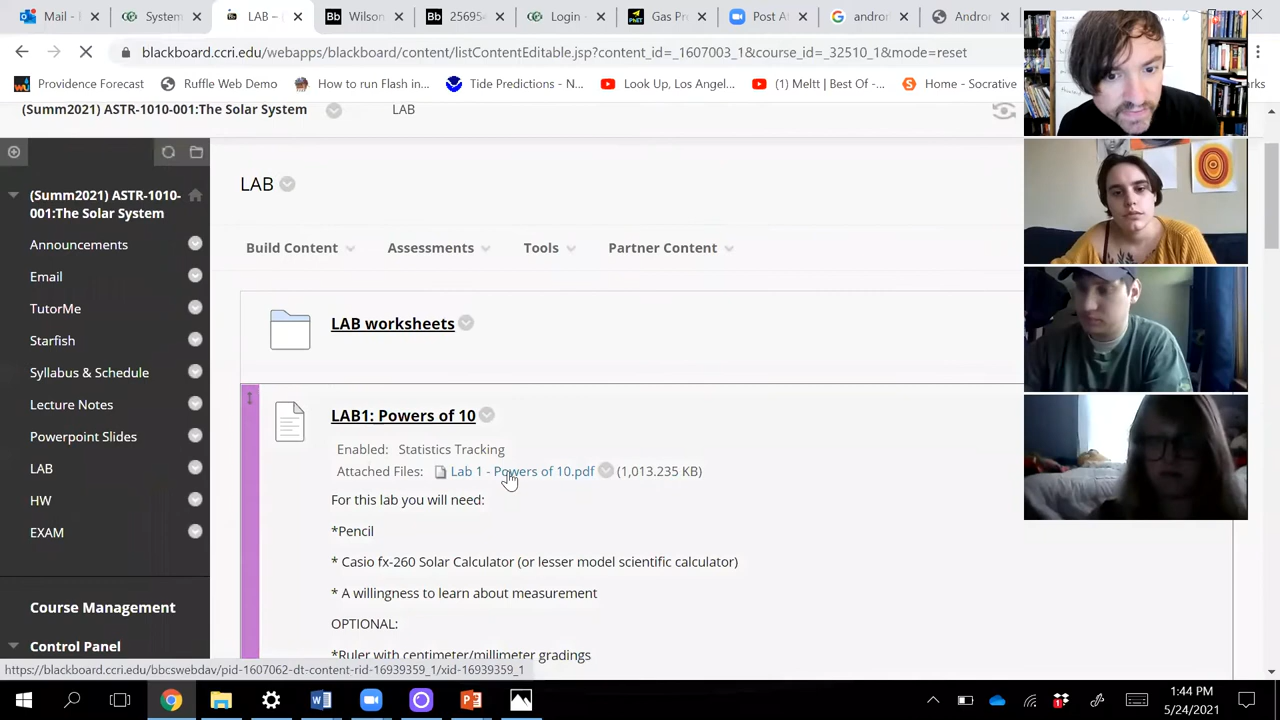 Mail -
System
LAB –
Bb Wilson
Bb 25695
Login -
PhET Gas Pr
Post
andro
Andro
blackboard.ccri.edu/webapps/blackboard/content/listContentEditable.jsp?content_id=_1607003_1&course_id=_32510_1&mode=reset
Providence Forecast
Ruffle Web Demo
Flash in...
Tide Pe
- N...
Look Up, Los Angel...
Meltt | Best Of -...
Home - Socrative
(Summ2021) ASTR-1010-001:The Solar System
LAB
(Summ2021) ASTR-1010-
001:The Solar System
Announcements
Email
TutorMe
Starfish
Syllabus & Schedule
Lecture Notes
Powerpoint Slides
LAB
HW
EXAM
Course Management
Control Panel
LAB
Build Content
Assessments
Tools
Partner Content
LAB worksheets
LAB1: Powers of 10
Enabled: Statistics Tracking
Attached Files: Lab 1 - Powers of 10.pdf (1,013.235 KB)
For this lab you will need:
*Pencil
* Casio fx-260 Solar Calculator (or lesser model scientific calculator)
* A willingness to learn about measurement
OPTIONAL:
*Ruler with centimeter/millimeter gradings
https://blackboard.ccri.edu/bbcswebdav/pid-1607062-dt-content-rid-16939359_1/xid-16939359_1
1:44 PM
5/24/2021